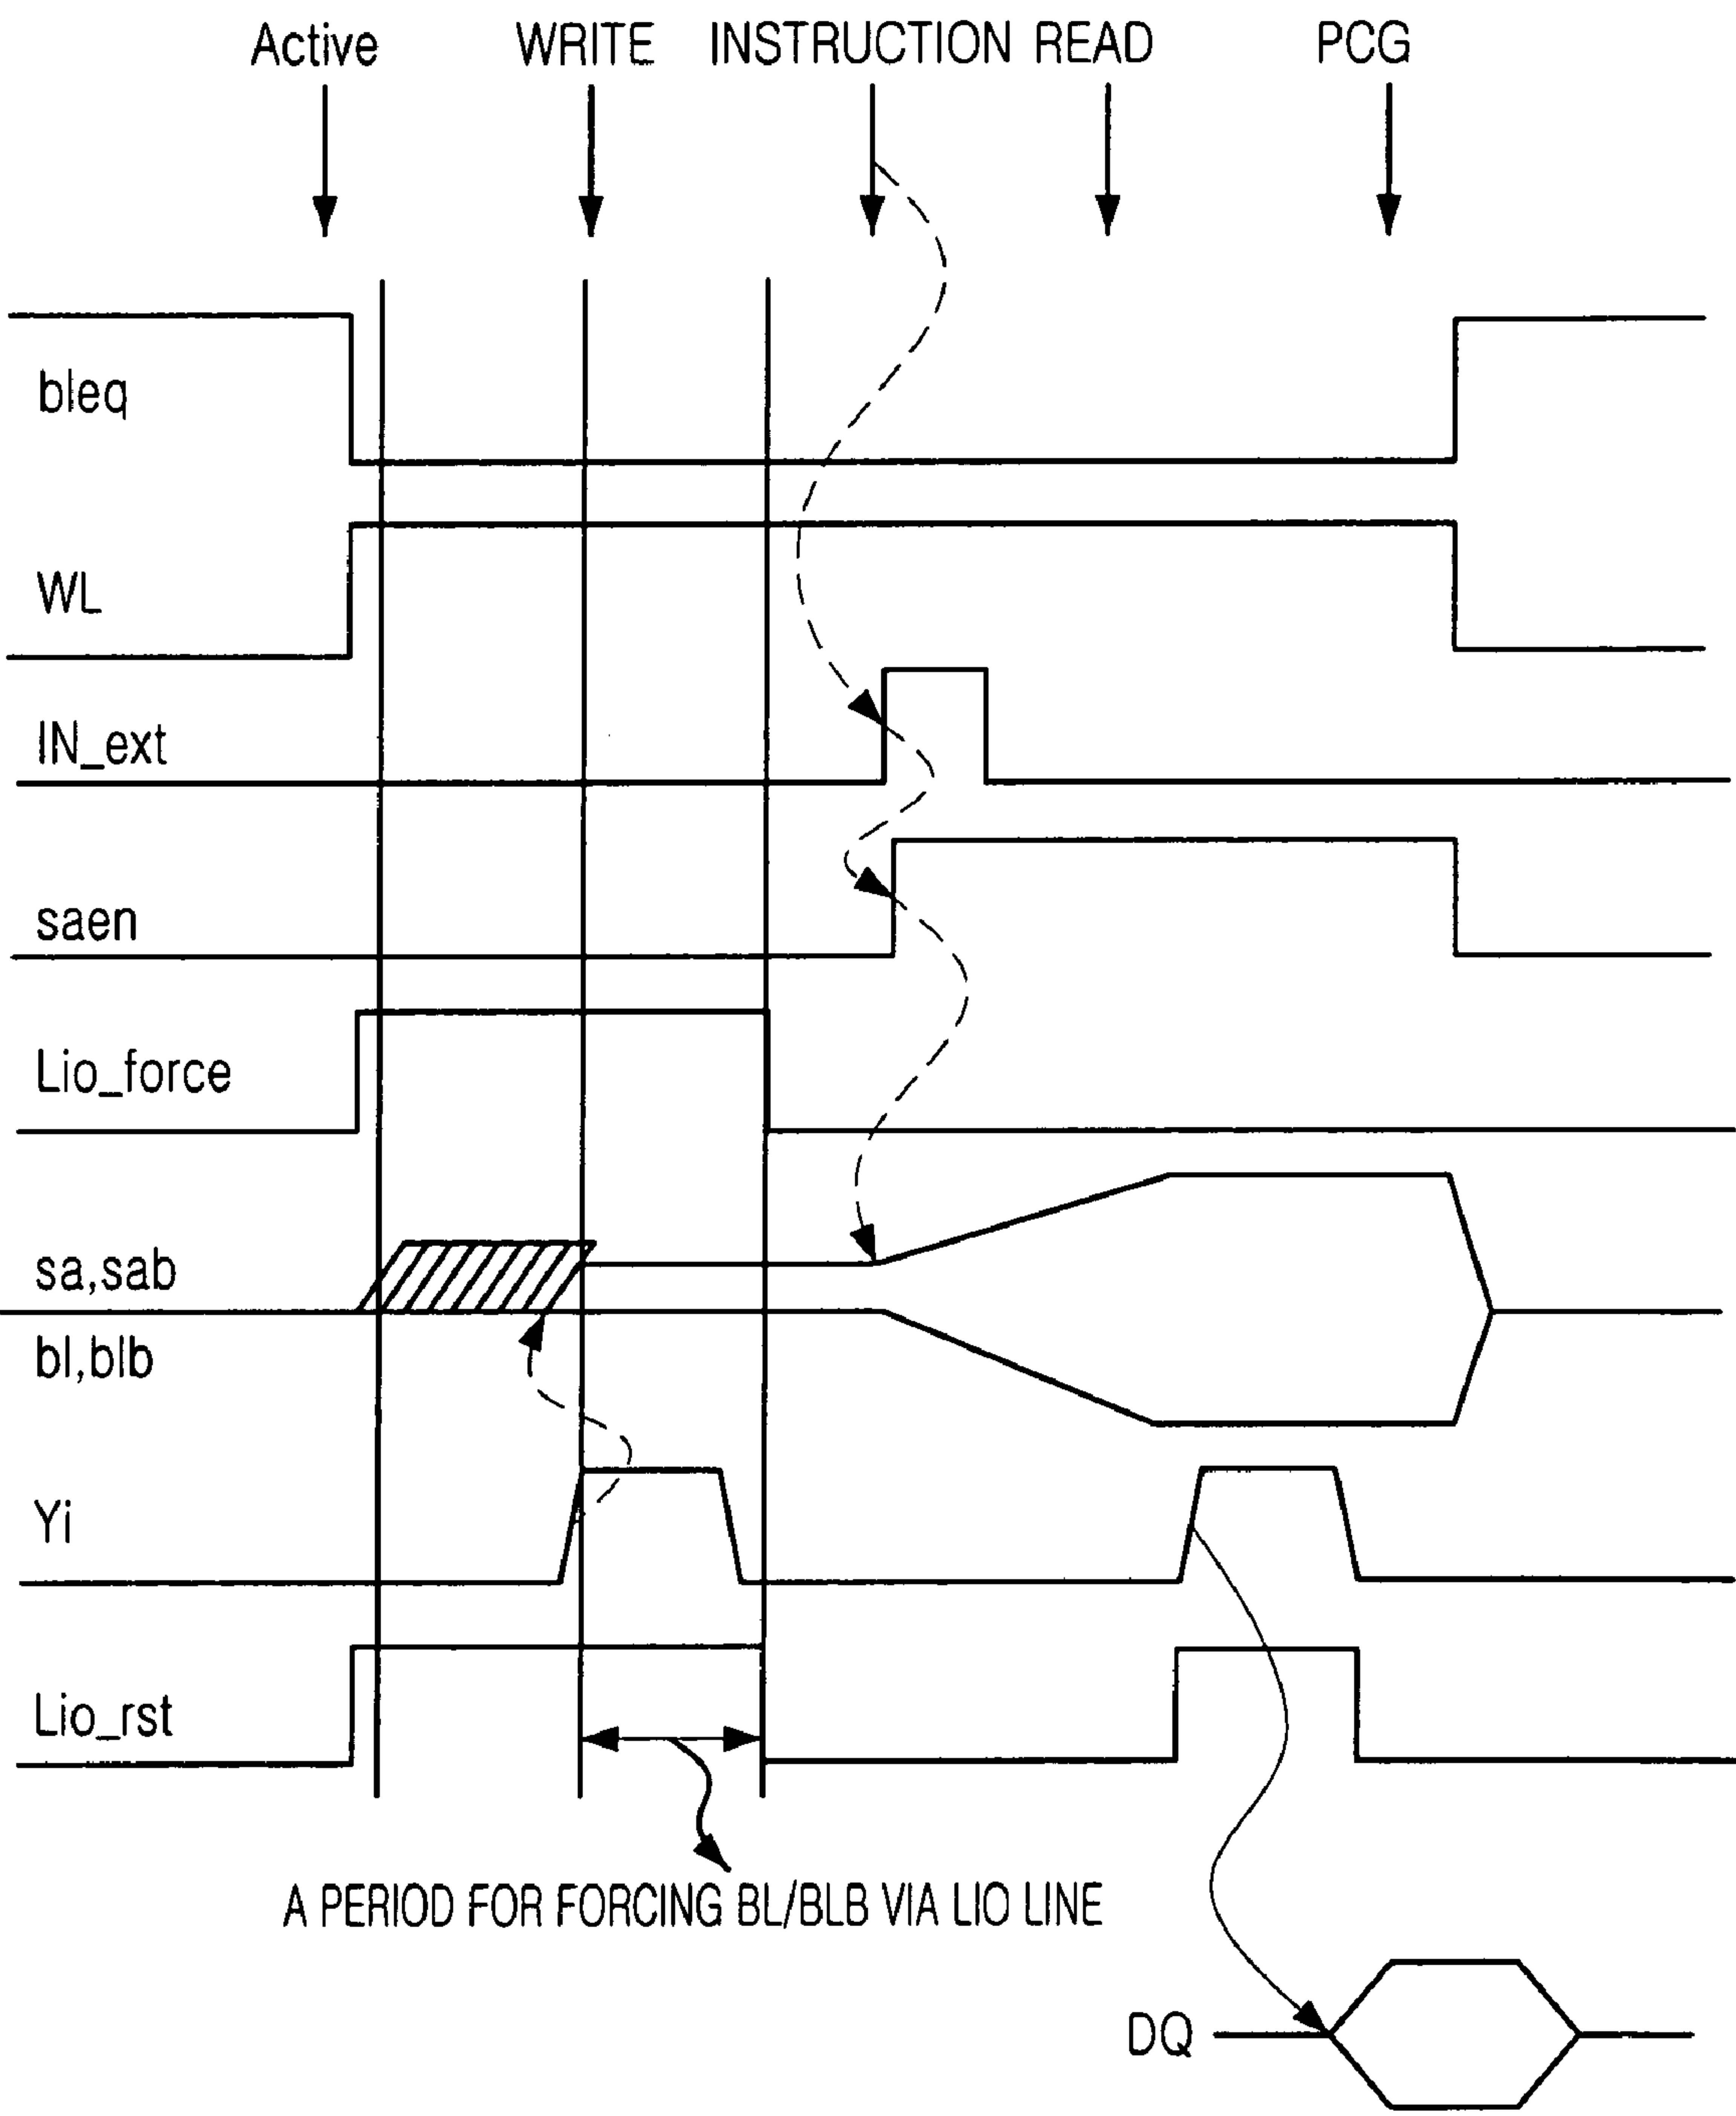 Active WRITE INSTRUCTION READ PCG
bleq
WL
IN_ext
saen
Lio_force
sa,sab
bl,blb
Yi
Lio_rst
A PERIOD FOR FORCING BL/BLB VIA LIO LINE
DQ